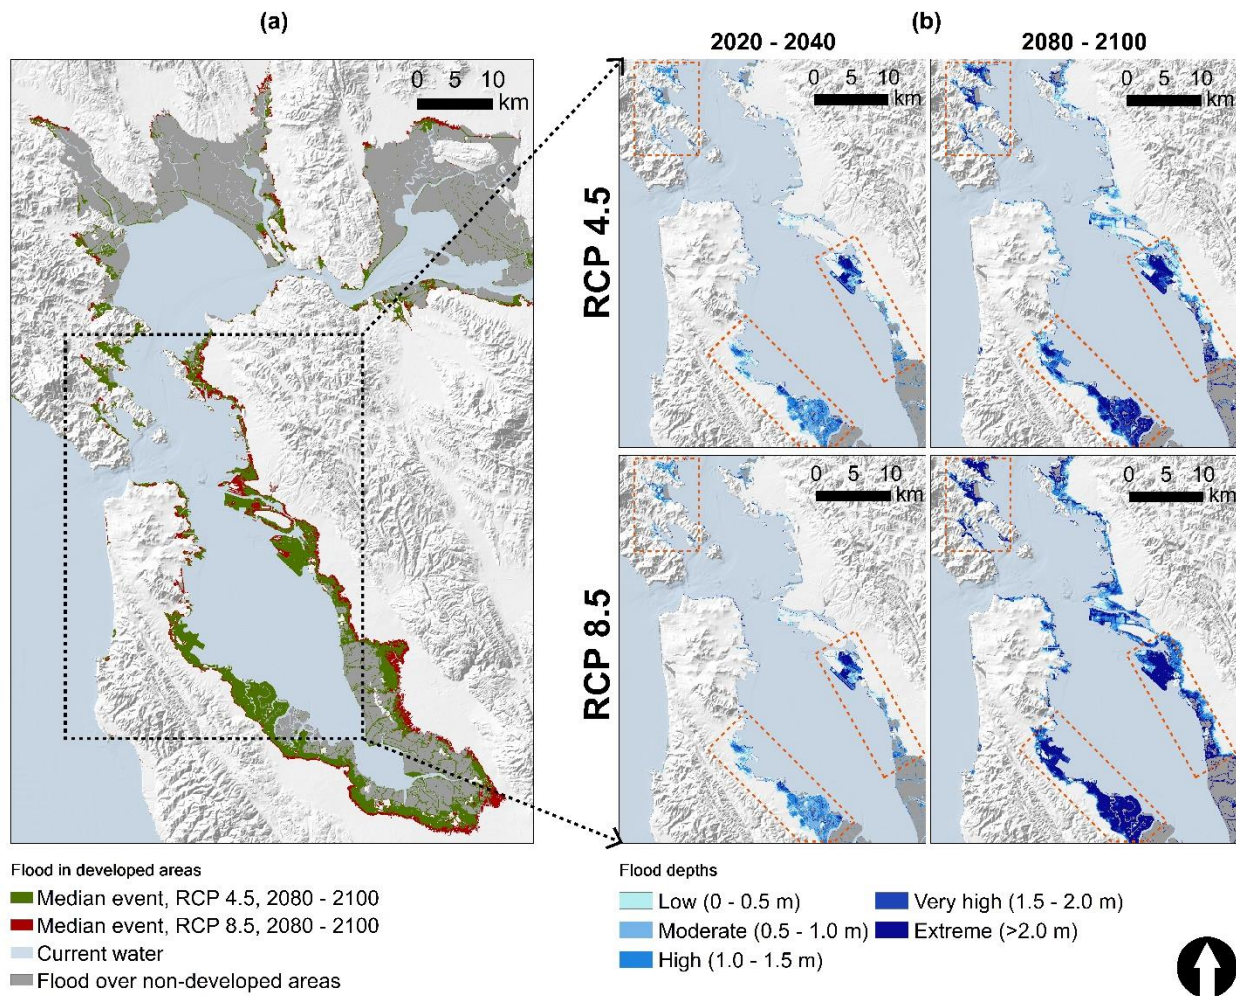 (a)
(b)
2020 - 2040
2080 - 2100
0 5 10
km
0 5 10
km
0 5 10
km
RCP 4.5
0 5 10
km
0 5 10
km
RCP 8.5
Flood in developed areas
Median event, RCP 4.5, 2080 - 2100
Median event, RCP 8.5, 2080 - 2100
Current water
Flood over non-developed areas
Flood depths
Low (0 - 0.5 m)
Moderate (0.5 - 1.0 m)
High (1.0 - 1.5 m)
Very high (1.5 - 2.0 m)
Extreme (>2.0 m)